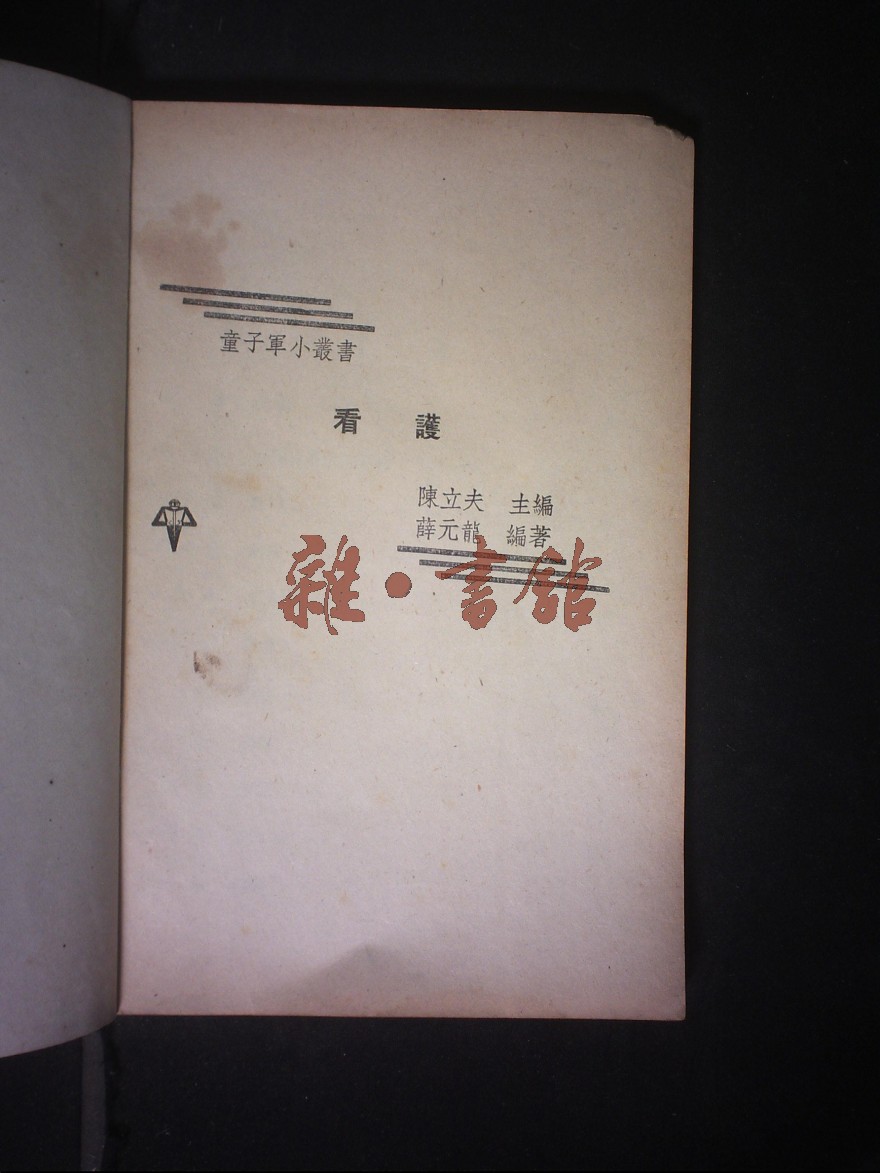 童子軍小叢書
看護
陳立夫 主編
薛元龍 編著
雜·書館